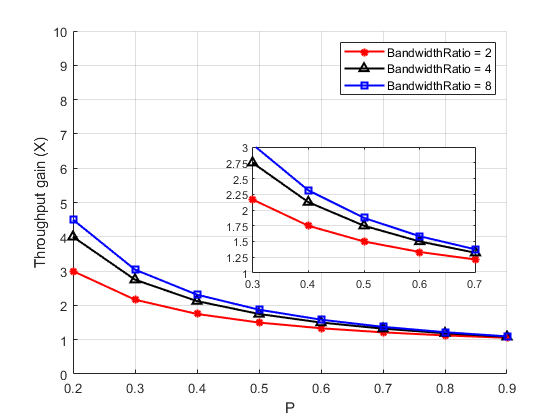 10
9
8
7
6
5
4
3
2
1
0
Throughput gain (X)
BandwidthRatio = 2
BandwidthRatio = 4
BandwidthRatio = 8
3
2.75
2.5
2.25
2
1.75
1.5
1.25
1
0.3 0.4 0.5 0.6 0.7
0.2 0.3 0.4 0.5 0.6 0.7 0.8 0.9
P